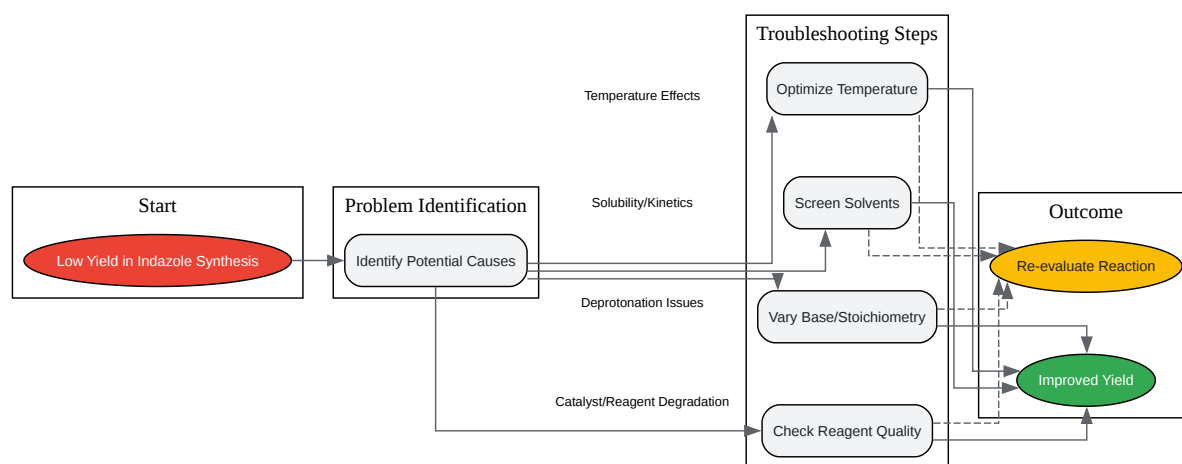 Start
Low Yield in Indazole Synthesis
Problem Identification
Identify Potential Causes
Temperature Effects
Solubility/Kinetics
Deprotonation Issues
Catalyst/Reagent Degradation
Troubleshooting Steps
Optimize Temperature
Screen Solvents
Vary Base/Stoichiometry
Check Reagent Quality
Outcome
Re-evaluate Reaction
Improved Yield